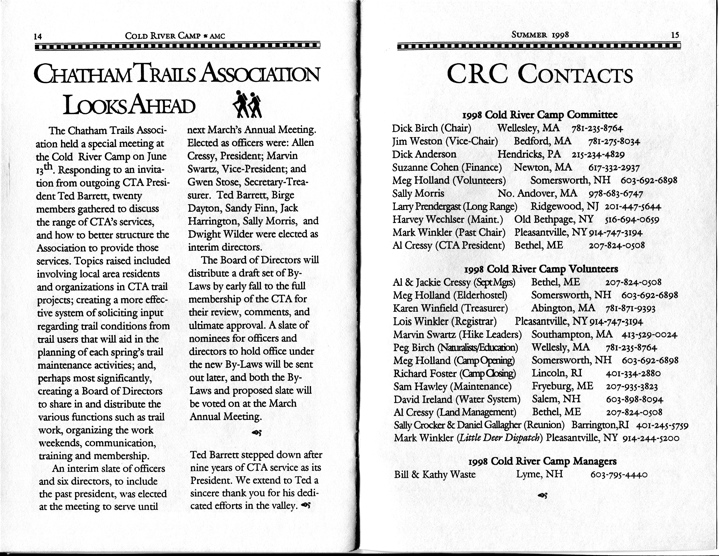 14 COLD RIVER CAMP ▪ AMC
CHATHAM TRAILS ASSOCIATION
LOOKS AHEAD
The Chatham Trails Associ-
ation held a special meeting at
the Cold River Camp on June
13th. Responding to an invita-
tion from outgoing CTA Presi-
dent Ted Barrett, twenty
members gathered to discuss
the range of CTA's services,
and how to better structure the
Association to provide those
services. Topics raised included
involving local area residents
and organizations in CTA trail
projects; creating a more effec-
tive system of soliciting input
regarding trail conditions from
trail users that will aid in the
planning of each spring's trail
maintenance activities; and,
perhaps most significantly,
creating a Board of Directors
to share in and distribute the
various functions such as trail
work, organizing the work
weekends, communication,
training and membership.
An interim slate of officers
and six directors, to include
the past president, was elected
at the meeting to serve until
next March's Annual Meeting.
Elected as officers were: Allen
Cressy, President; Marvin
Swartz, Vice-President; and
Gwen Stose, Secretary-Trea-
surer. Ted Barrett, Birge
Dayton, Sandy Finn, Jack
Harrington, Sally Morris, and
Dwight Wilder were elected as
interim directors.
The Board of Directors will
distribute a draft set of By-
Laws by early fall to the full
membership of the CTA for
their review, comments, and
ultimate approval. A slate of
nominees for officers and
directors to hold office under
the new By-Laws will be sent
out later, and both the By-
Laws and proposed slate will
be voted on at the March
Annual Meeting.
Ted Barrett stepped down after
nine years of CTA service as its
President. We extend to Ted a
sincere thank you for his dedi-
cated efforts in the valley.
SUMMER 1998 15
CRC CONTACTS
1998 Cold River Camp Committee
Dick Birch (Chair) Wellesley, MA 781-235-8764
Jim Weston (Vice-Chair) Bedford, MA 781-275-8034
Dick Anderson Hendricks, PA 215-234-4829
Suzanne Cohen (Finance) Newton, MA 617-332-2937
Meg Holland (Volunteers) Somersworth, NH 603-692-6898
Sally Morris No. Andover, MA 978-683-6747
Larry Prendergast (Long Range) Ridgewood, NJ 201-447-5644
Harvey Wechlser (Maint.) Old Bethpage, NY 516-694-0659
Mark Winkler (Past Chair) Pleasantville, NY 914-747-3194
Al Cressy (CTA President) Bethel, ME 207-824-0508
1998 Cold River Camp Volunteers
Al & Jackie Cressy (Sept Mgrs) Bethel, ME 207-824-0508
Meg Holland (Elderhostel) Somersworth, NH 603-692-6898
Karen Winfield (Treasurer) Abington, MA 781-871-9393
Lois Winkler (Registrar) Pleasantville, NY 914-747-3194
Marvin Swartz (Hike Leaders) Southampton, MA 413-529-0024
Peg Birch (Naturalists/Education) Wellesly, MA 781-235-8764
Meg Holland (Camp Opening) Somersworth, NH 603-692-6898
Richard Foster (Camp Closing) Lincoln, RI 401-334-2880
Sam Hawley (Maintenance) Fryeburg, ME 207-935-3823
David Ireland (Water System) Salem, NH 603-898-8094
Al Cressy (Land Management) Bethel, ME 207-824-0508
Sally Crocker & Daniel Gallagher (Reunion) Barrington,RI 401-245-5759
Mark Winkler (Little Deer Dispatch) Pleasantville, NY 914-244-5200
1998 Cold River Camp Managers
Bill & Kathy Waste Lyme, NH 603-795-4440